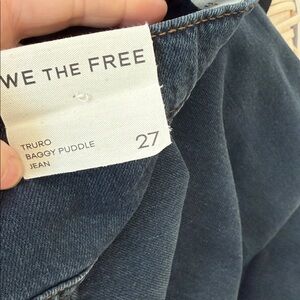 WE THE FREE
TRURO
BAGGY PUDDLE 27
JEAN